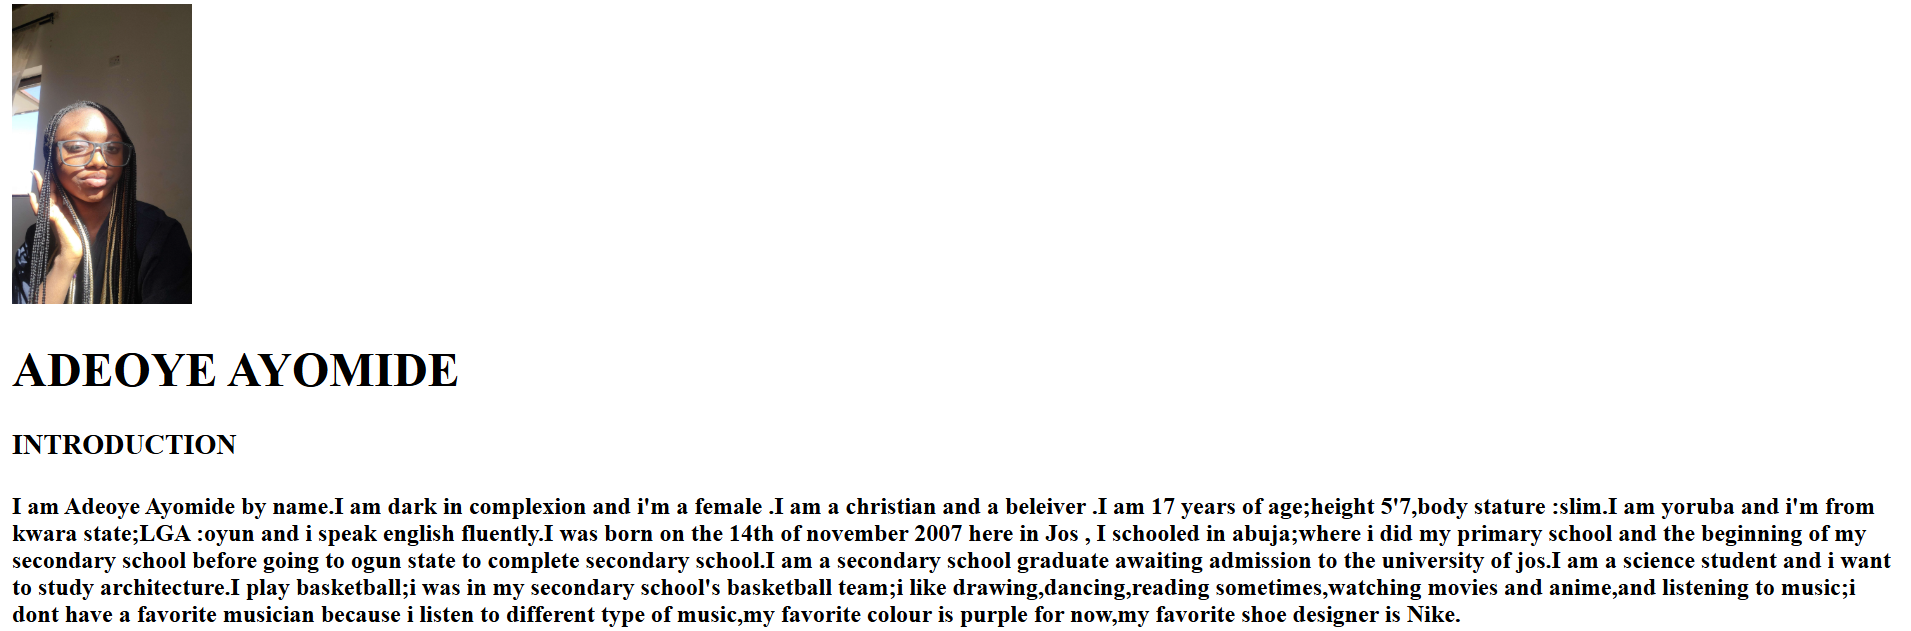 ADEOYE AYOMIDE
INTRODUCTION
I am Adeoye Ayomide by name.I am dark in complexion and i'm a female .I am a christian and a beleiver .I am 17 years of age;height 5'7,body stature :slim.I am yoruba and i'm from
kwara state;LGA :oyun and i speak english fluently.I was born on the 14th of november 2007 here in Jos , I schooled in abuja;where i did my primary school and the beginning of my
secondary school before going to ogun state to complete secondary school.I am a secondary school graduate awaiting admission to the university of jos.I am a science student and i want
to study architecture.I play basketball;i was in my secondary school's basketball team;i like drawing,dancing,reading sometimes,watching movies and anime,and listening to music;i
dont have a favorite musician because i listen to different type of music,my favorite colour is purple for now,my favorite shoe designer is Nike.